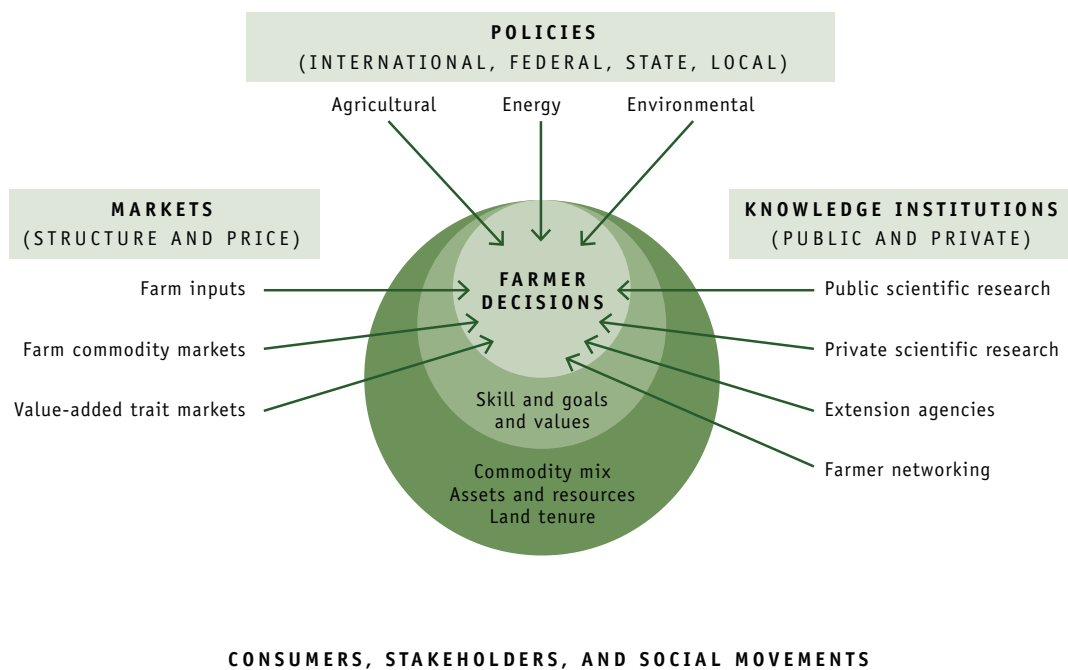 POLICIES
(INTERNATIONAL, FEDERAL, STATE, LOCAL)
Agricultural
Energy
Environmental
MARKETS
(STRUCTURE AND PRICE)
Farm inputs
Farm commodity markets
Value-added trait markets
KNOWLEDGE INSTITUTIONS
(PUBLIC AND PRIVATE)
Public scientific research
Private scientific research
Extension agencies
Farmer networking
FARMER
DECISIONS
Skill and goals
and values
Commodity mix
Assets and resources
Land tenure
CONSUMERS, STAKEHOLDERS, AND SOCIAL MOVEMENTS